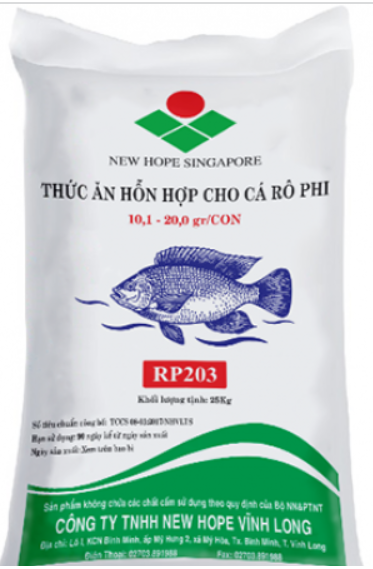 NEW HOPE SINGAPORE
THỨC ĂN HỖN HỢP CHO CÁ RÔ PHI
10,1 - 20,0 gr/CON
RP203
Khối lượng tịnh: 25Kg
Số tiêu chuẩn công bố:
Hạn sử dụng: 90 ngày kể từ ngày sản xuất
Ngày sản xuất: Xem trên bao bì
Sản phẩm không chứa các chất cấm sử dụng theo quy định của Bộ NN&PTNT
CÔNG TY TNHH NEW HOPE VĨNH LONG
Địa chỉ: Lô I, KCN Bình Minh, ấp Mỹ Hưng 2, xã Mỹ Hòa, Tx. Bình Minh, T. Vĩnh Long
Điện Thoại: 02703.891988 Fax: 02703.891986